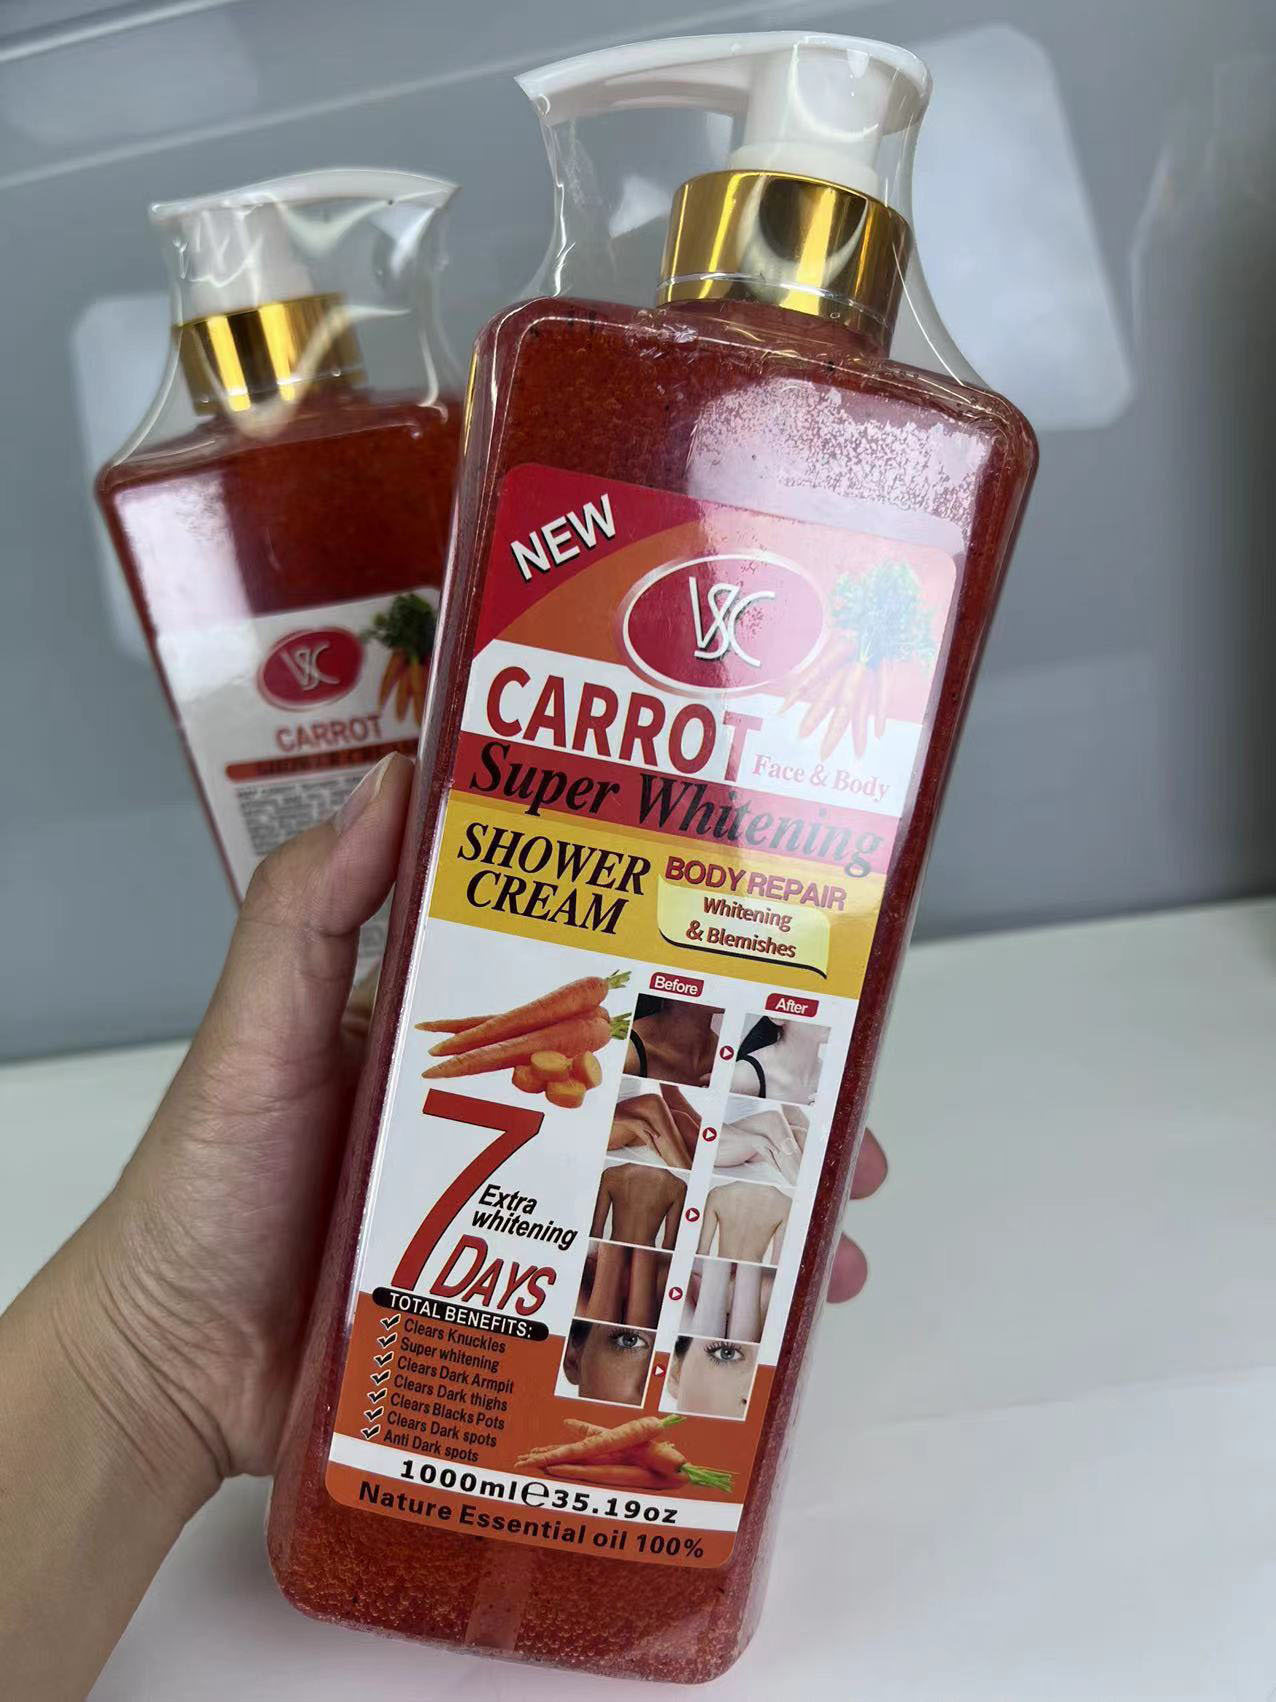 NEW
VSC
CARROT
Face & Body
Super Whitening
SHOWER
CREAM
BODY REPAIR
Whitening
& Blemishes
Before
After
7
Extra
whitening
DAYS
TOTAL BENEFITS:
Clears Knuckles
Super whitening
Clears Dark Armpit
Clears Dark thighs
Clears Blacks Pots
Clears Dark spots
Anti Dark spots
1000ml℮35.19oz
Nature Essential oil 100%
VSC
CARROT